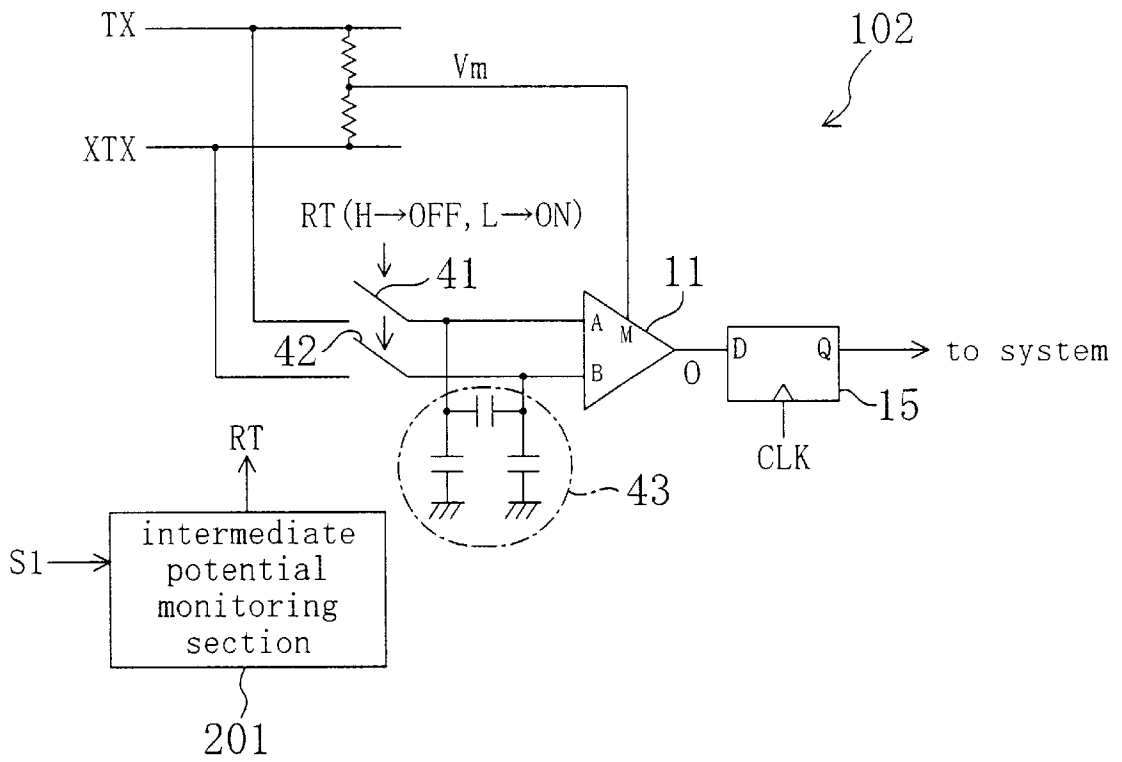 TX
102
Vm
XTX
RT(H→OFF, L→ON)
41
11
A
M
42
B
O
D
Q
to system
15
CLK
RT
43
S1
intermediate
potential
monitoring
section
201